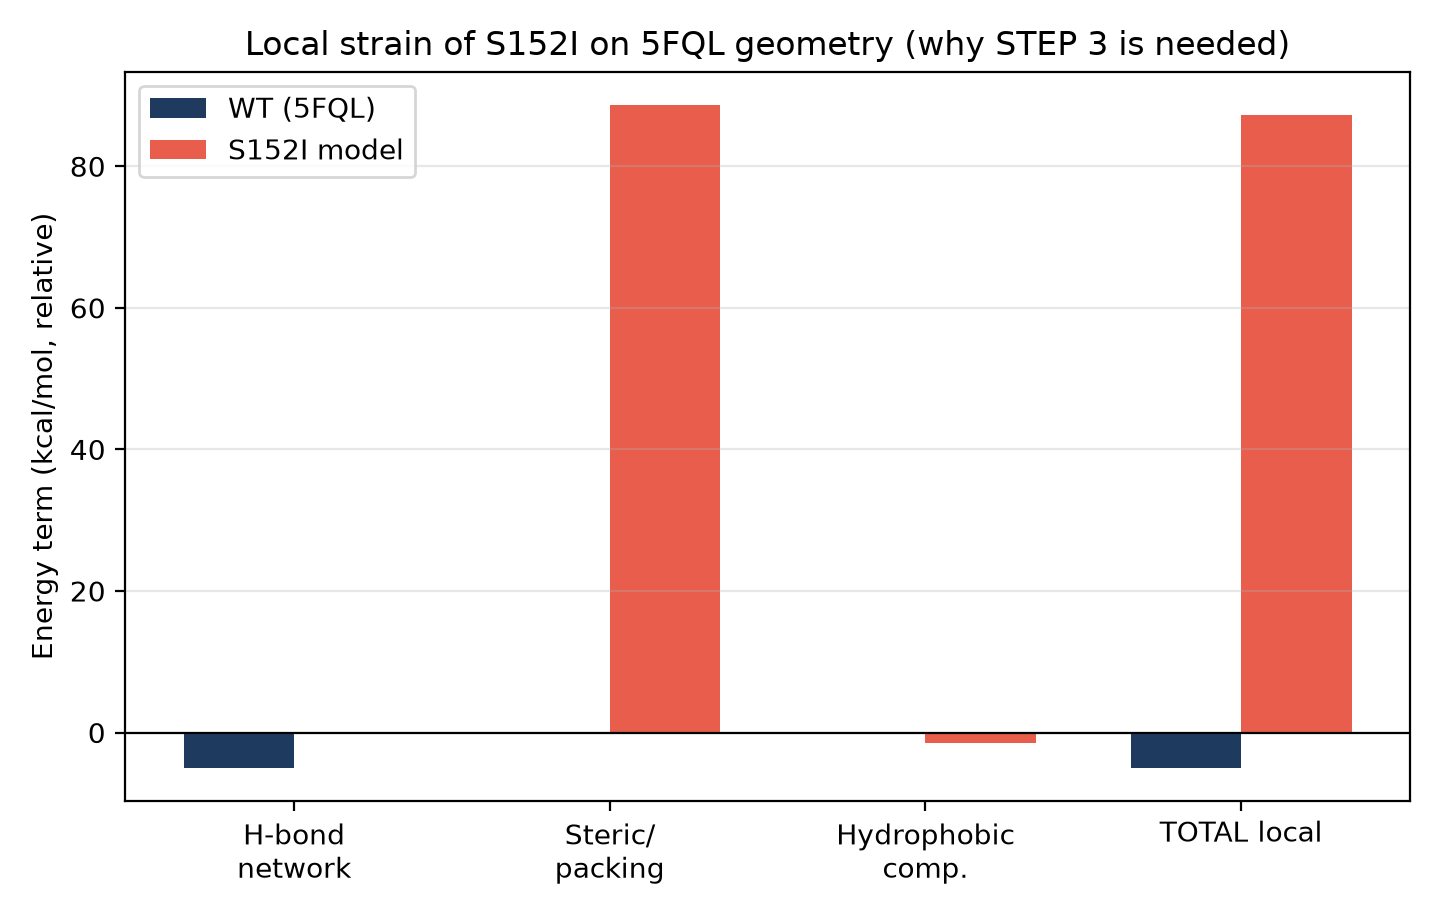 Local strain of S152I on 5FQL geometry (why STEP 3 is needed)
WT (5FQL)
S152I model
Energy term (kcal/mol, relative)
80
60
40
20
0
H-bond
network
Steric/
packing
Hydrophobic
comp.
TOTAL local